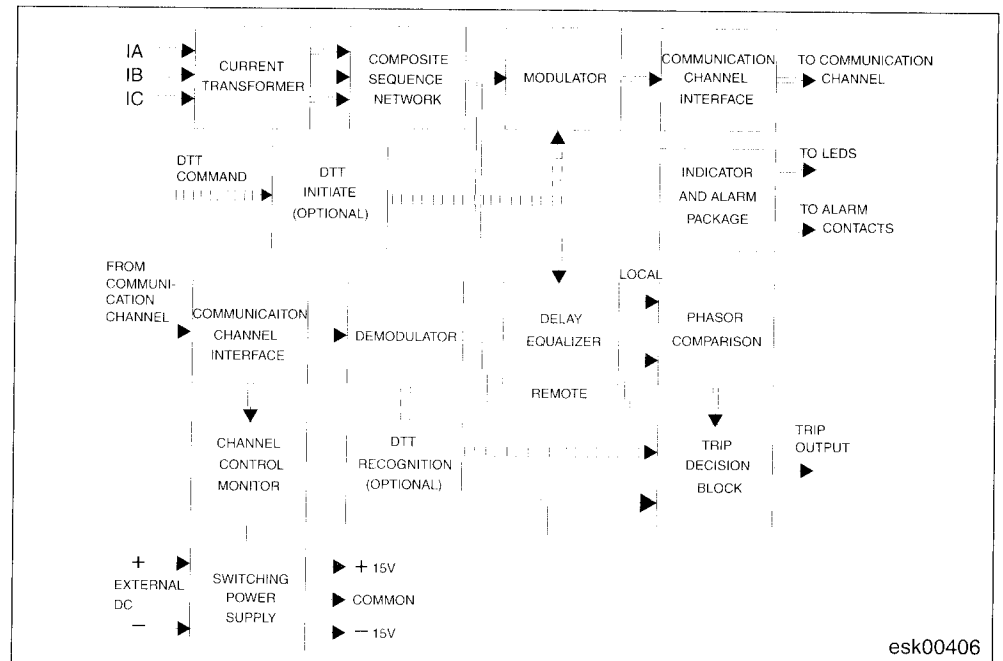 IA
IB
IC
CURRENT
TRANSFORMER
COMPOSITE
SEQUENCE
NETWORK
MODULATOR
COMMUNICATION
CHANNEL
INTERFACE
TO COMMUNICATION
CHANNEL
DTT
COMMAND
DTT
INITIATE
(OPTIONAL)
INDICATOR
AND ALARM
PACKAGE
TO LEDS
TO ALARM
CONTACTS
FROM
COMMUNI-
CATION
CHANNEL
COMMUNICAITON
CHANNEL
INTERFACE
DEMODULATOR
DELAY
EQUALIZER
LOCAL
REMOTE
PHASOR
COMPARISON
CHANNEL
CONTROL
MONITOR
DTT
RECOGNITION
(OPTIONAL)
TRIP
DECISION
BLOCK
TRIP
OUTPUT
+
EXTERNAL
DC
−
SWITCHING
POWER
SUPPLY
+ 15V
COMMON
− 15V
esk00406